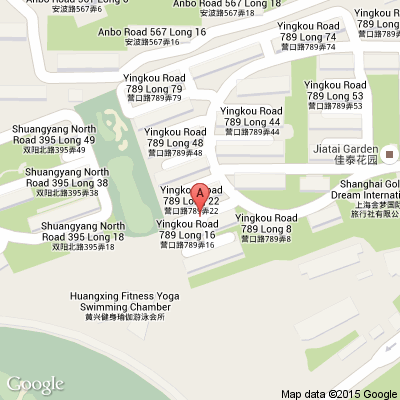 Anbo Road 567 Long 8
安波路567弄8
Anbo Road 567 Long 18
安波路567弄18
Anbo Road 567 Long 16
安波路567弄16
Yingkou Road
789 Long 74
营口路789弄74
Yingkou Road
789 Long 79
营口路789弄79
Yingkou Road
789 Long 53
营口路789弄53
Yingkou Road
789 Long 44
营口路789弄44
Shuangyang North
Road 395 Long 49
双阳北路395弄49
Yingkou Road
789 Long 48
营口路789弄48
Jiatai Garden
佳泰花园
Shuangyang North
Road 395 Long 38
双阳北路395弄38
Yingkou Road
789 Long 22
营口路789弄22
A
Shanghai Gol
Dream Internati
上海金梦国际
旅行社有限公
Yingkou Road
789 Long 16
营口路789弄16
Yingkou Road
789 Long 8
营口路789弄8
Shuangyang North
Road 395 Long 18
双阳北路395弄18
Huangxing Fitness Yoga
Swimming Chamber
黄兴健身瑜伽游泳会所
Google
Map data ©2015 Google